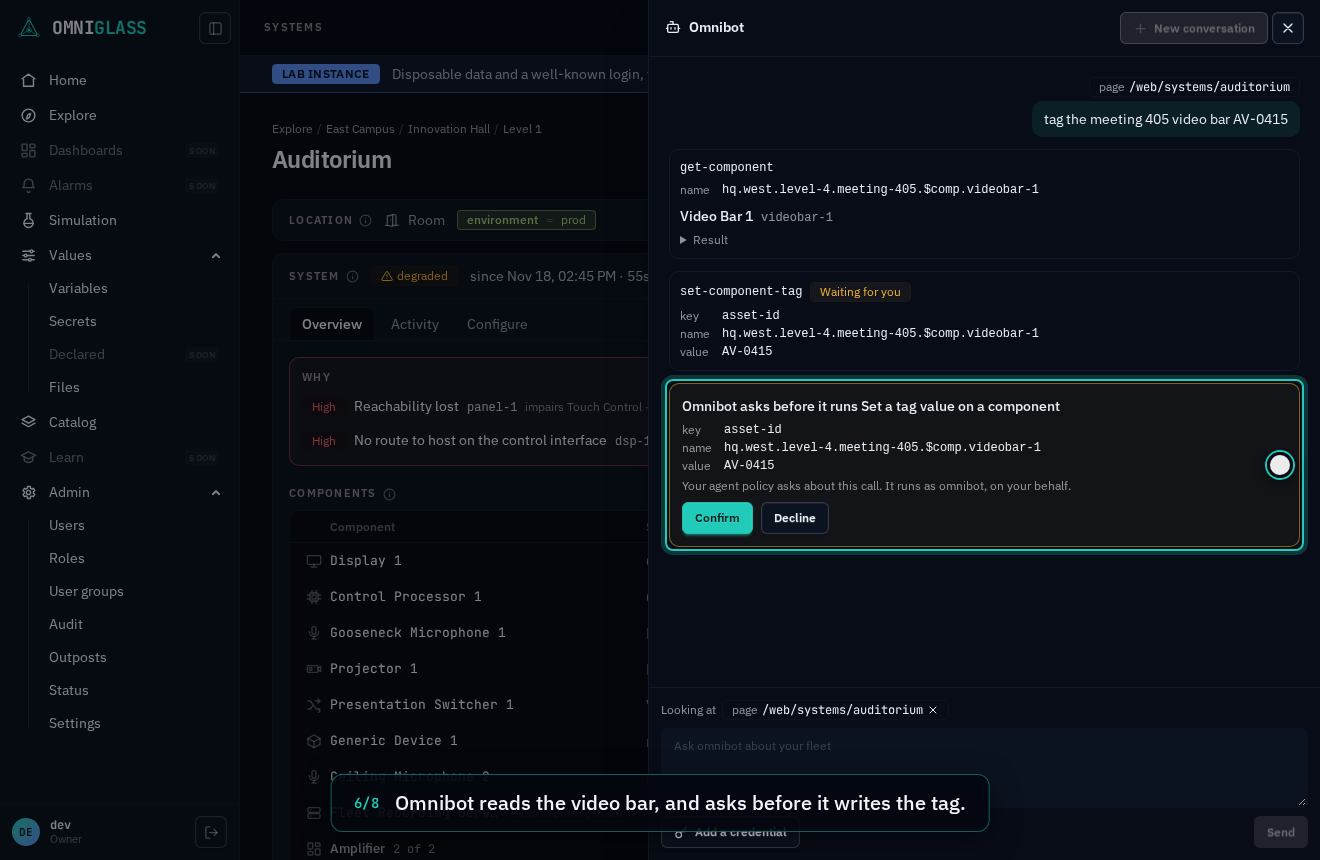 OMNIGLASS
Home
Explore
Dashboards SOON
Alarms SOON
Simulation
Values
Variables
Secrets
Declared SOON
Files
Catalog
Learn SOON
Admin
Users
Roles
User groups
Audit
Outposts
Status
Settings
DE dev
Owner
SYSTEMS
LAB INSTANCE Disposable data and a well-known login,
Explore / East Campus / Innovation Hall / Level 1
Auditorium
LOCATION Room environment = prod
SYSTEM degraded since Nov 18, 02:45 PM · 55s
Overview Activity Configure
WHY
High Reachability lost panel-1 impairs Touch Control
High No route to host on the control interface dsp-1
COMPONENTS
Component
Display 1
Control Processor 1
Gooseneck Microphone 1
Projector 1
Presentation Switcher 1
Generic Device 1
Ceiling Microphone 2
Amplifier 2 of 2
Omnibot
+ New conversation
page /web/systems/auditorium
tag the meeting 405 video bar AV-0415
get-component
name hq.west.level-4.meeting-405.$comp.videobar-1
Video Bar 1 videobar-1
Result
set-component-tag Waiting for you
key asset-id
name hq.west.level-4.meeting-405.$comp.videobar-1
value AV-0415
Omnibot asks before it runs Set a tag value on a component
key asset-id
name hq.west.level-4.meeting-405.$comp.videobar-1
value AV-0415
Your agent policy asks about this call. It runs as omnibot, on your behalf.
Confirm Decline
Looking at page /web/systems/auditorium ×
Ask omnibot about your fleet
Add a credential
Send
6/8 Omnibot reads the video bar, and asks before it writes the tag.